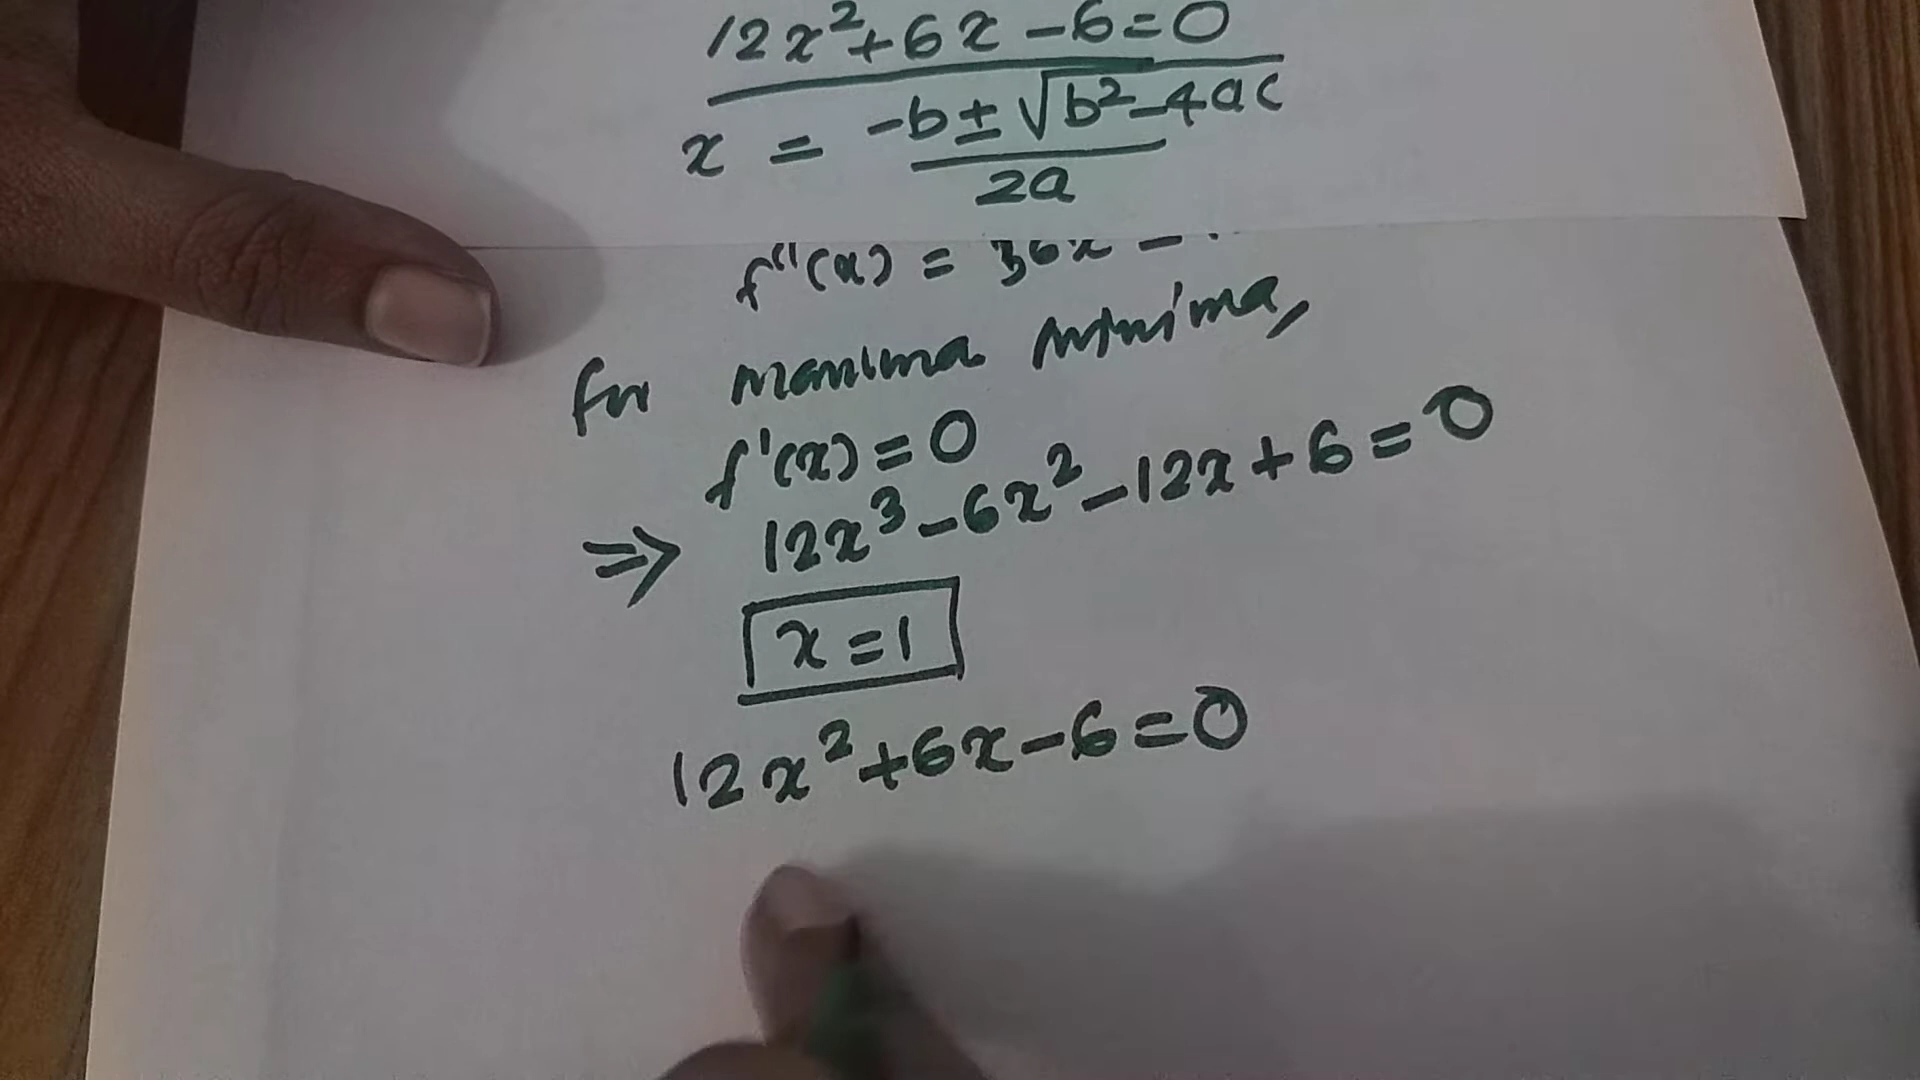 12x²+6x-6=0
x = -b±√b²-4ac / 2a
f''(x) = 36x -
for maxima minima,
f'(x)=0
⇒ 12x³-6x²-12x+6=0
x=1
12x²+6x-6=0